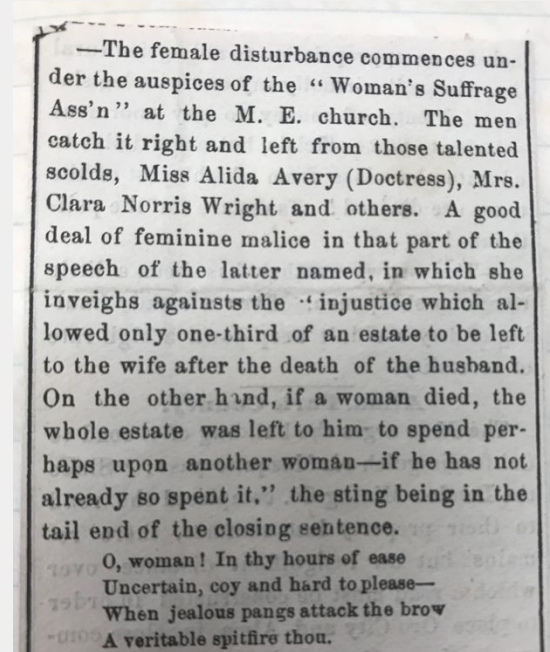 —The female disturbance commences un-
der the auspices of the “ Woman's Suffrage
Ass'n ” at the M. E. church. The men
catch it right and left from those talented
scolds, Miss Alida Avery (Doctress), Mrs.
Clara Norris Wright and others. A good
deal of feminine malice in that part of the
speech of the latter named, in which she
inveighs againsts the “ injustice which al-
lowed only one-third of an estate to be left
to the wife after the death of the husband.
On the other hand, if a woman died, the
whole estate was left to him to spend per-
haps upon another woman—if he has not
already so spent it.” the sting being in the
tail end of the closing sentence.
O, woman ! In thy hours of ease
Uncertain, coy and hard to please—
When jealous pangs attack the brow
A veritable spitfire thou.